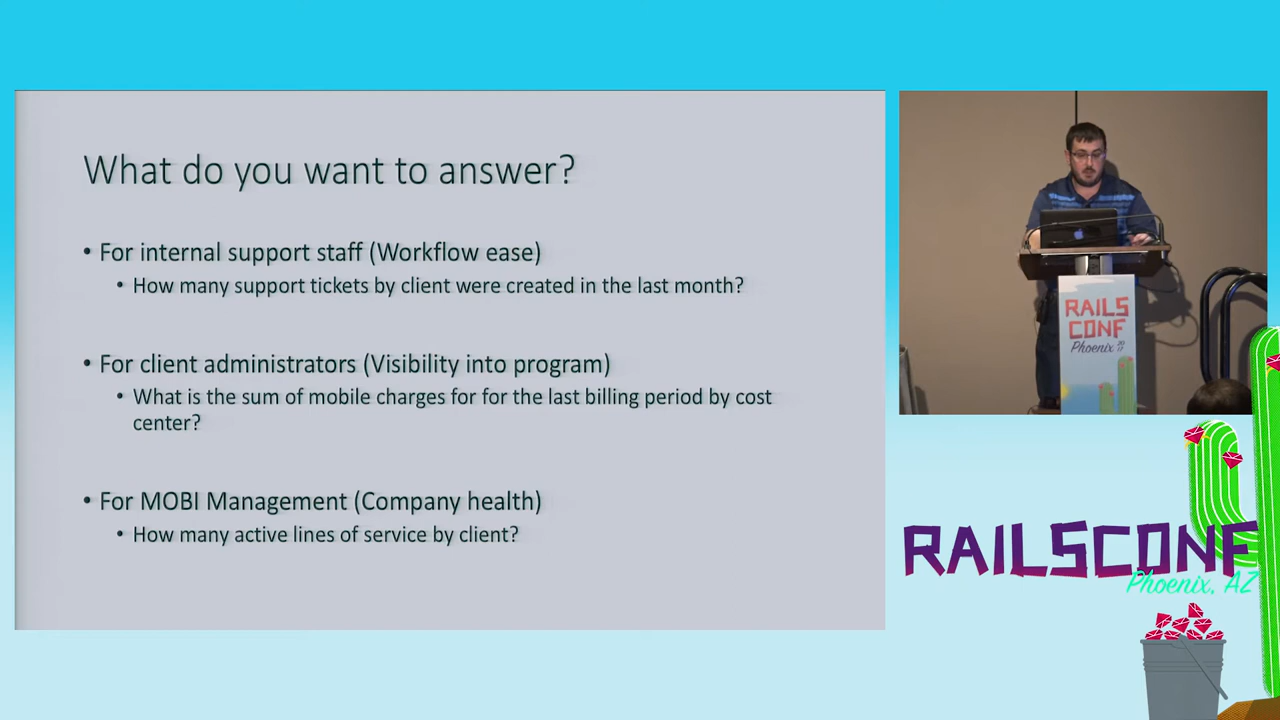 What do you want to answer?
• For internal support staff (Workflow ease)
• How many support tickets by client were created in the last month?
• For client administrators (Visibility into program)
• What is the sum of mobile charges for for the last billing period by cost
center?
• For MOBI Management (Company health)
• How many active lines of service by client?
RAILS
CONF
Phoenix 2017
RAILSCONF
Phoenix, AZ